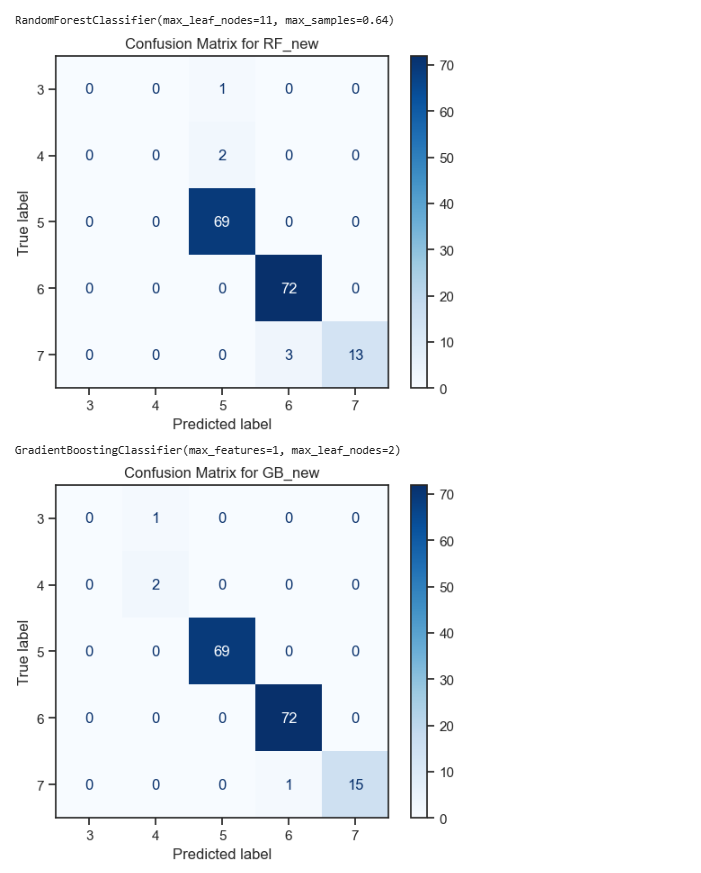 RandomForestClassifier(max_leaf_nodes=11, max_samples=0.64)
Confusion Matrix for RF_new
True label
3 0 0 1 0 0
4 0 0 2 0 0
5 0 0 69 0 0
6 0 0 0 72 0
7 0 0 0 3 13
3 4 5 6 7
Predicted label
70
60
50
40
30
20
10
0
GradientBoostingClassifier(max_features=1, max_leaf_nodes=2)
Confusion Matrix for GB_new
True label
3 0 1 0 0 0
4 0 2 0 0 0
5 0 0 69 0 0
6 0 0 0 72 0
7 0 0 0 1 15
3 4 5 6 7
Predicted label
70
60
50
40
30
20
10
0